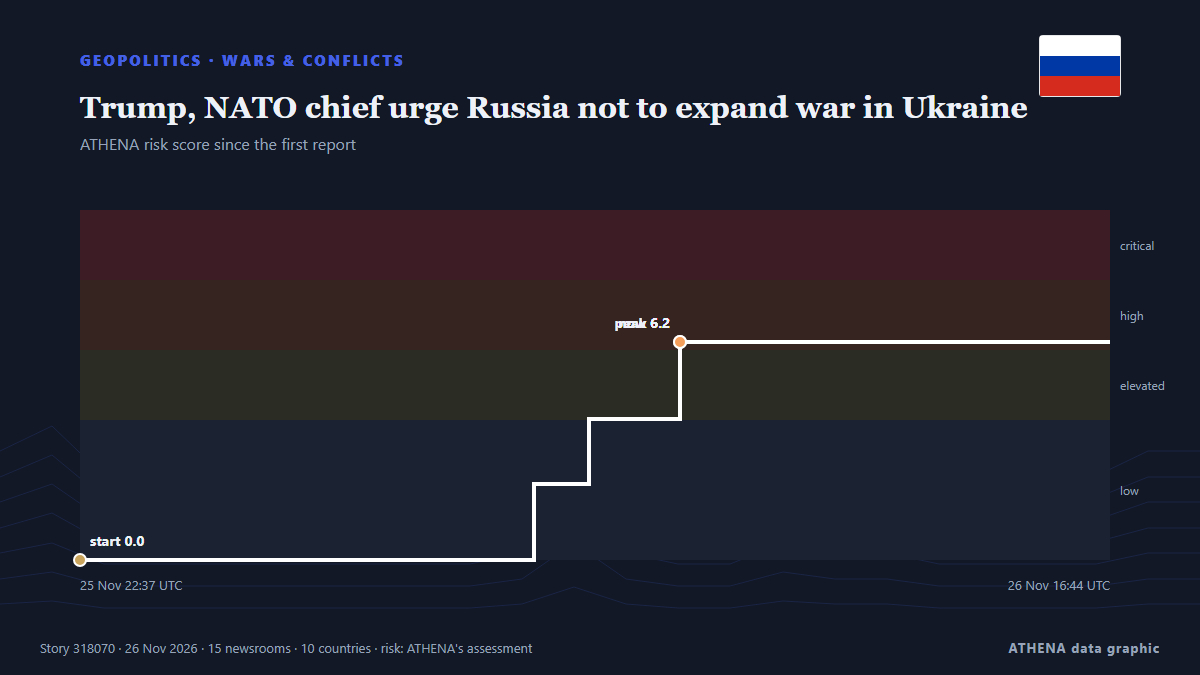 GEOPOLITICS · WARS & CONFLICTS
Trump, NATO chief urge Russia not to expand war in Ukraine
ATHENA risk score since the first report
critical
high
peak 6.2
elevated
low
start 0.0
25 Nov 22:37 UTC
26 Nov 16:44 UTC
Story 318070 · 26 Nov 2026 · 15 newsrooms · 10 countries · risk: ATHENA's assessment
ATHENA data graphic